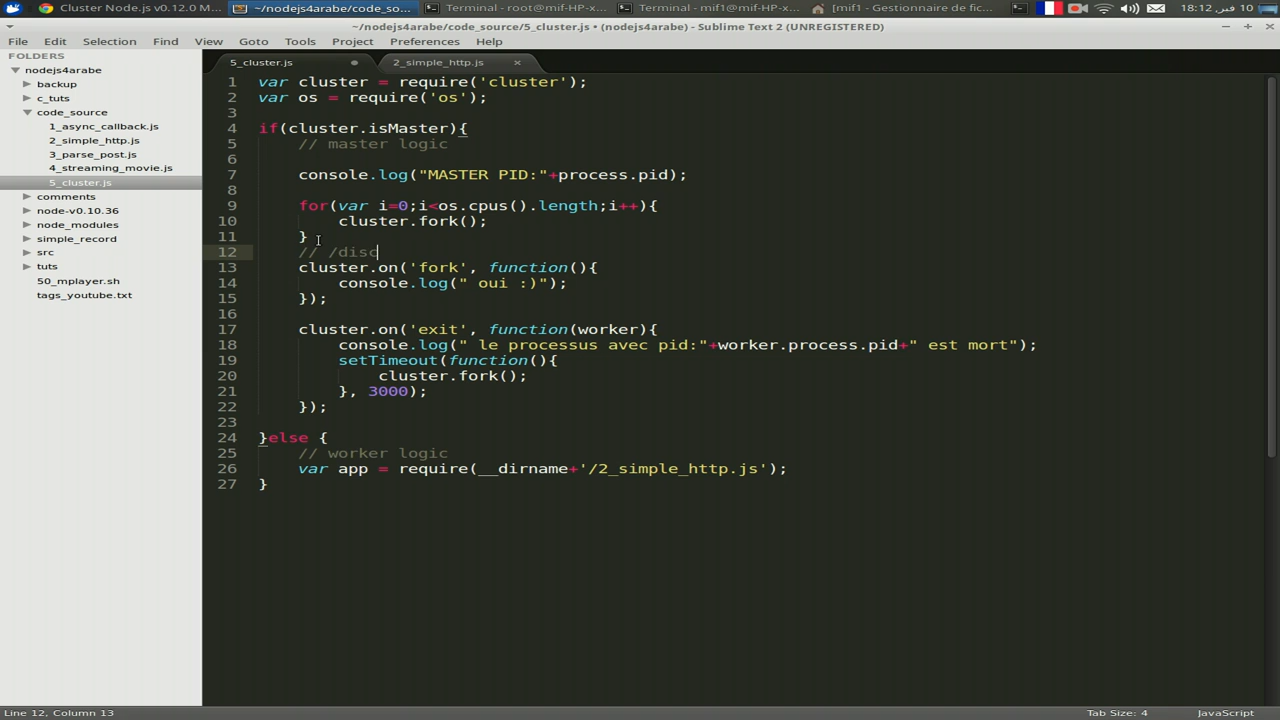 Cluster Node.js v0.12.0 M...
~/nodejs4arabe/code_so...
Terminal - root@mif-HP-x...
Terminal - mif1@mif-HP-x...
[mif1 - Gestionnaire de fic...
18:12 فبر, 10
~/nodejs4arabe/code_source/5_cluster.js • (nodejs4arabe) - Sublime Text 2 (UNREGISTERED)
File Edit Selection Find View Goto Tools Project Preferences Help
FOLDERS
nodejs4arabe
backup
c_tuts
code_source
1_async_callback.js
2_simple_http.js
3_parse_post.js
4_streaming_movie.js
5_cluster.js
comments
node-v0.10.36
node_modules
simple_record
src
tuts
50_mplayer.sh
tags_youtube.txt
5_cluster.js
2_simple_http.js
1 var cluster = require('cluster');
2 var os = require('os');
3
4 if(cluster.isMaster){
5 // master logic
6
7 console.log("MASTER PID:"+process.pid);
8
9 for(var i=0;i<os.cpus().length;i++){
10 cluster.fork();
11 }
12 // /disc
13 cluster.on('fork', function(){
14 console.log(" oui :)");
15 });
16
17 cluster.on('exit', function(worker){
18 console.log(" le processus avec pid:"+worker.process.pid+" est mort");
19 setTimeout(function(){
20 cluster.fork();
21 }, 3000);
22 });
23
24 }else {
25 // worker logic
26 var app = require(__dirname+'/2_simple_http.js');
27 }
Line 12, Column 13
Tab Size: 4
JavaScript